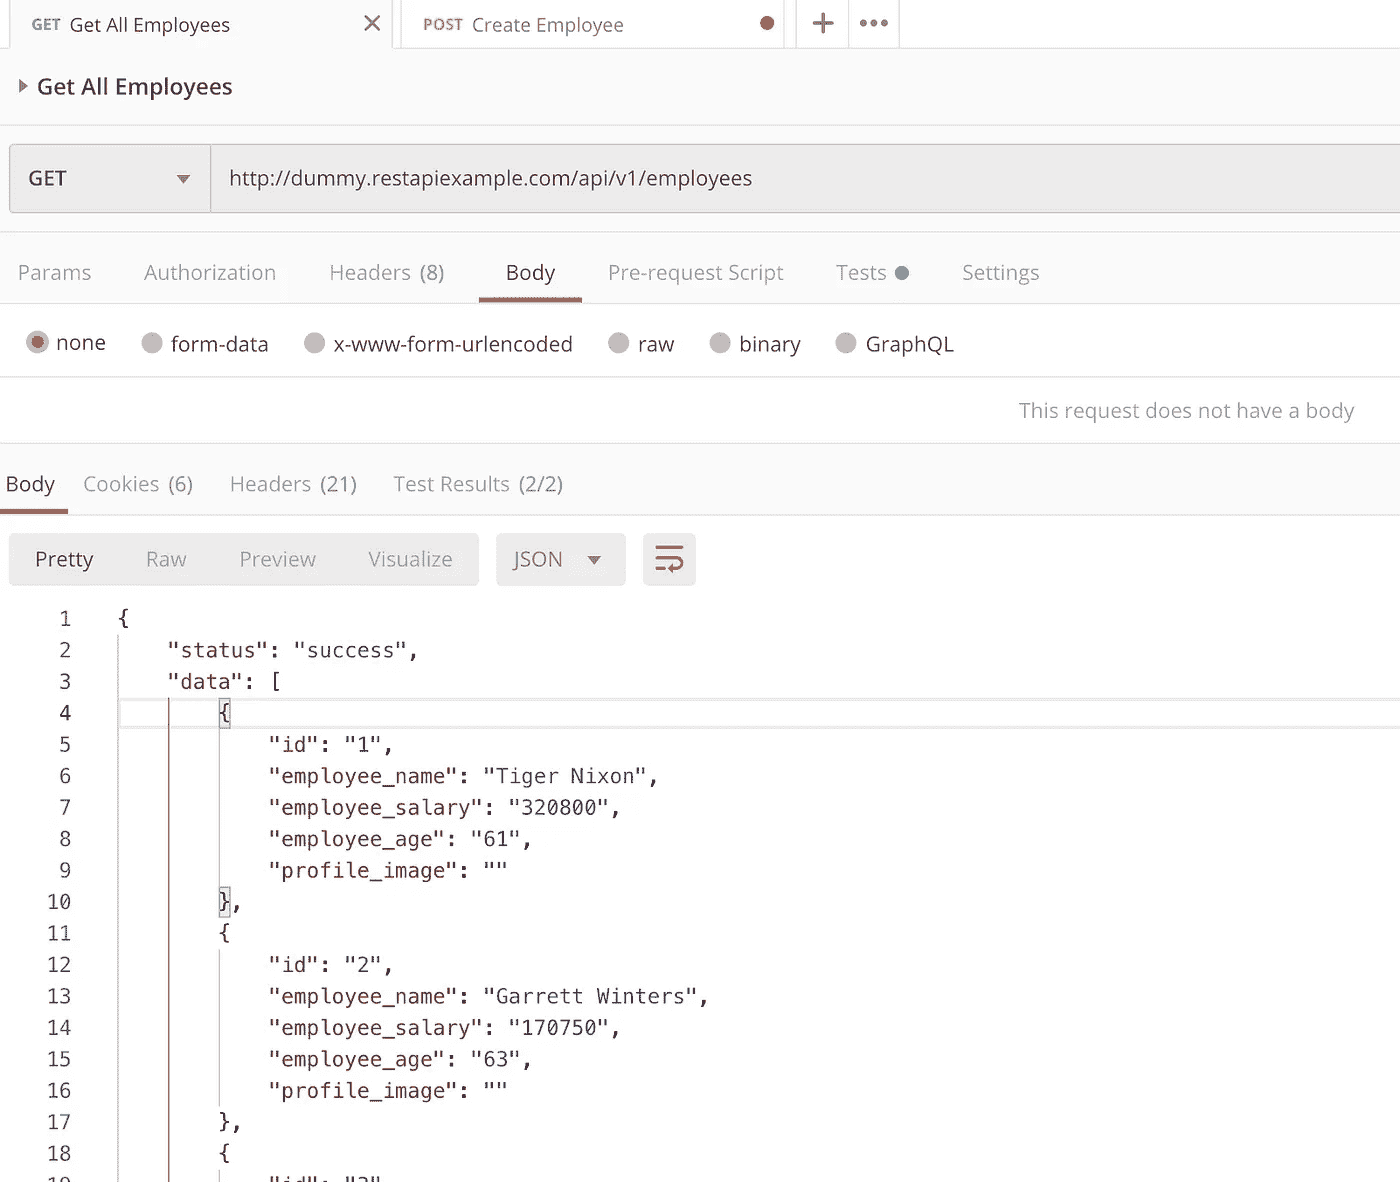 GET Get All Employees POST Create Employee
Get All Employees
GET http://dummy.restapiexample.com/api/v1/employees
Params Authorization Headers (8) Body Pre-request Script Tests Settings
none form-data x-www-form-urlencoded raw binary GraphQL
This request does not have a body
Body Cookies (6) Headers (21) Test Results (2/2)
Pretty Raw Preview Visualize JSON
1 {
2 "status": "success",
3 "data": [
4 {
5 "id": "1",
6 "employee_name": "Tiger Nixon",
7 "employee_salary": "320800",
8 "employee_age": "61",
9 "profile_image": ""
10 },
11 {
12 "id": "2",
13 "employee_name": "Garrett Winters",
14 "employee_salary": "170750",
15 "employee_age": "63",
16 "profile_image": ""
17 },
18 {